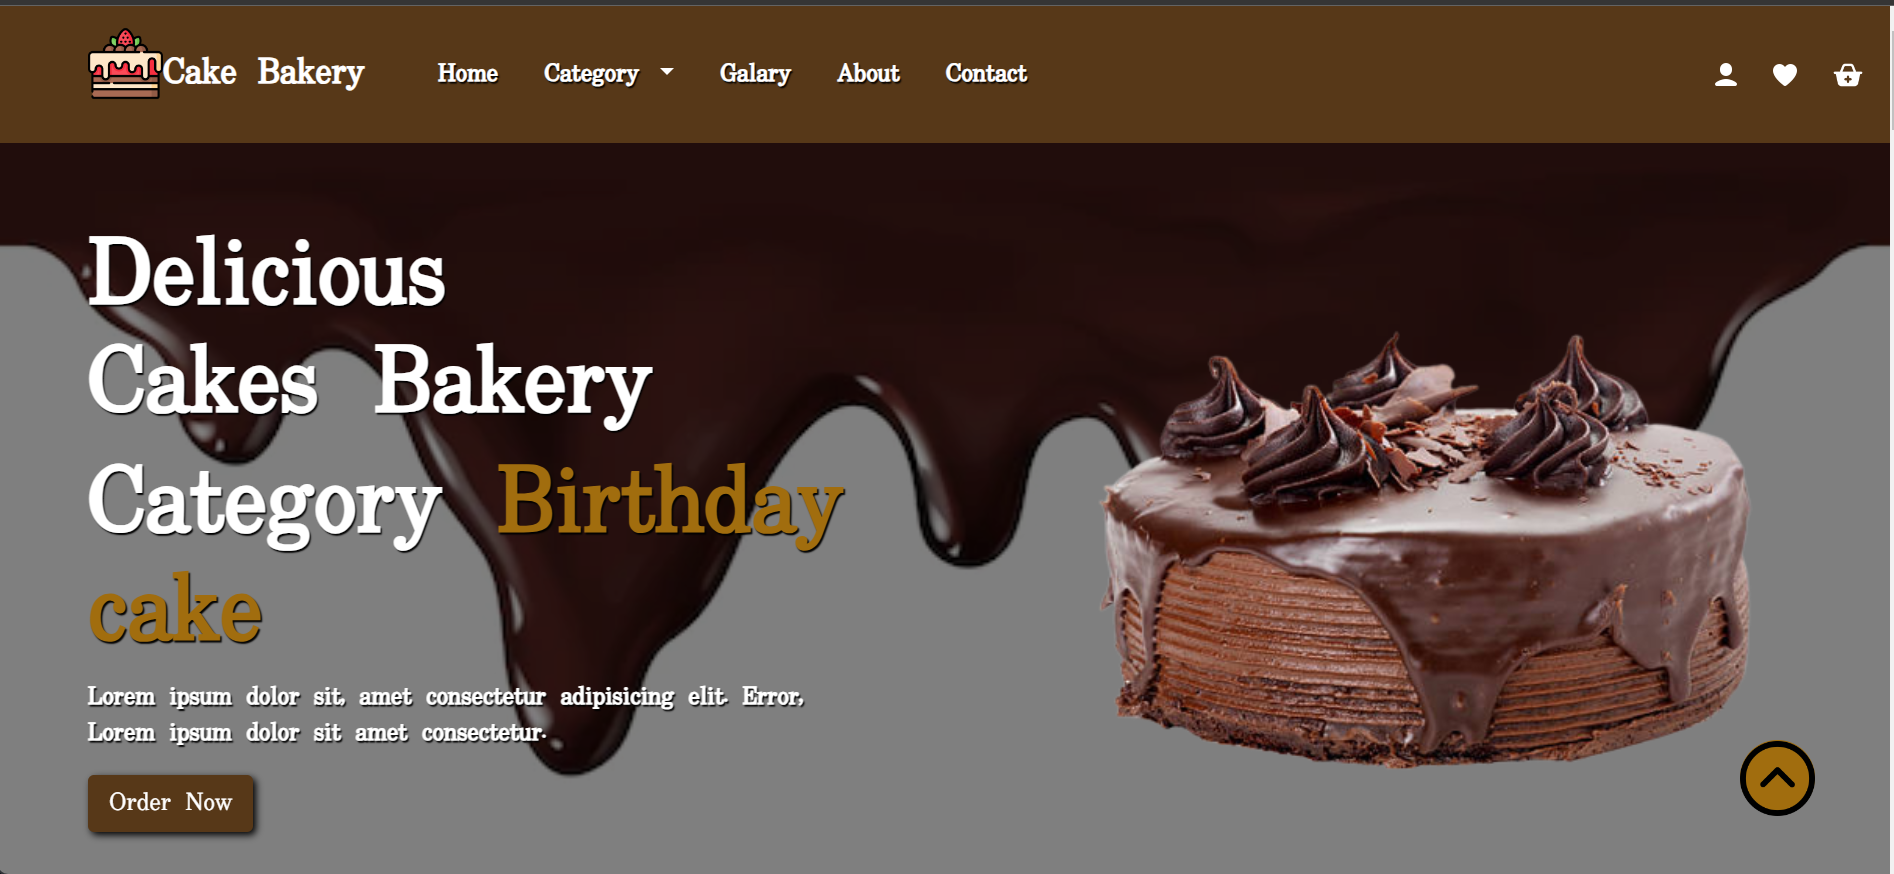 Cake Bakery
Home Category Galary About Contact
Delicious
Cakes Bakery
Category Birthday
cake
Lorem ipsum dolor sit, amet consectetur adipisicing elit. Error,
Lorem ipsum dolor sit amet consectetur.
Order Now